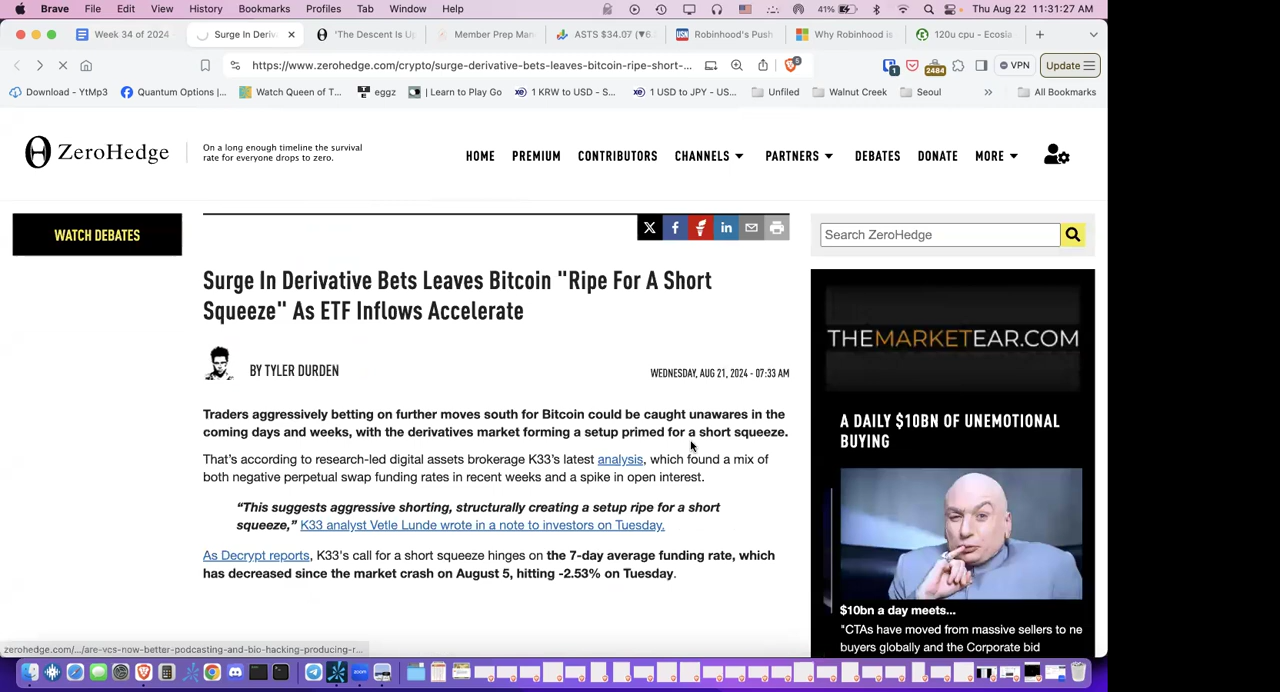 Brave File Edit View History Bookmarks Profiles Tab Window Help 41% Thu Aug 22 11:31:27 AM
Week 34 of 2024 Surge In Deriv 'The Descent Is U Member Prep Mar ASTS $34.07 (▼6. Robinhood's Push Why Robinhood is 120u cpu - Ecosia
https://www.zerohedge.com/crypto/surge-derivative-bets-leaves-bitcoin-ripe-short-... 6 1 2484 VPN Update
Download - YtMp3 Quantum Options |... Watch Queen of T... eggz | Learn to Play Go 1 KRW to USD - S... 1 USD to JPY - US... Unfiled Walnut Creek Seoul » All Bookmarks
ZeroHedge
On a long enough timeline the survival
rate for everyone drops to zero.
HOME PREMIUM CONTRIBUTORS CHANNELS PARTNERS DEBATES DONATE MORE
WATCH DEBATES
Search ZeroHedge
Surge In Derivative Bets Leaves Bitcoin "Ripe For A Short
Squeeze" As ETF Inflows Accelerate
BY TYLER DURDEN
WEDNESDAY, AUG 21, 2024 - 07:33 AM
Traders aggressively betting on further moves south for Bitcoin could be caught unawares in the
coming days and weeks, with the derivatives market forming a setup primed for a short squeeze.
That's according to research-led digital assets brokerage K33's latest analysis, which found a mix of
both negative perpetual swap funding rates in recent weeks and a spike in open interest.
“This suggests aggressive shorting, structurally creating a setup ripe for a short
squeeze,” K33 analyst Vetle Lunde wrote in a note to investors on Tuesday.
As Decrypt reports, K33's call for a short squeeze hinges on the 7-day average funding rate, which
has decreased since the market crash on August 5, hitting -2.53% on Tuesday.
THEMARKETEAR.COM
A DAILY $10BN OF UNEMOTIONAL
BUYING
$10bn a day meets...
"CTAs have moved from massive sellers to ne
buyers globally and the Corporate bid
zerohedge.com/.../are-vcs-now-better-podcasting-and-bio-hacking-producing-r...
zoom